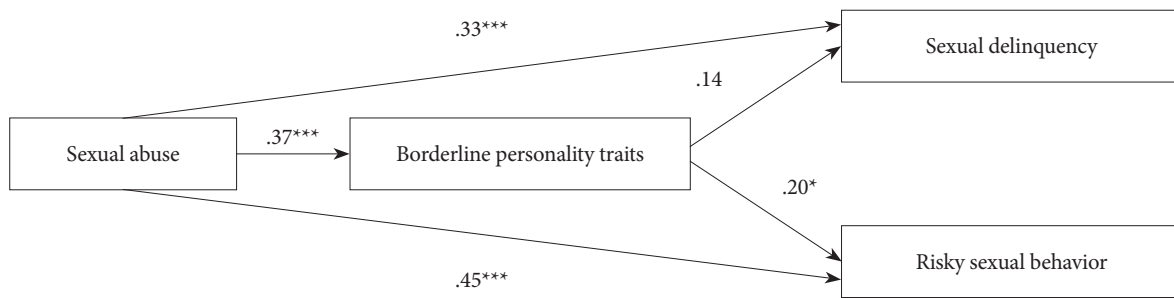 .33***
Sexual delinquency
.14
Sexual abuse
.37***
Borderline personality traits
.20*
Risky sexual behavior
.45***